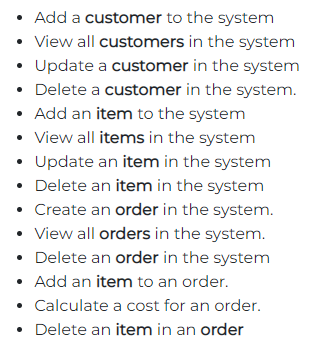 • Add a customer to the system
• View all customers in the system
• Update a customer in the system
• Delete a customer in the system.
• Add an item to the system
• View all items in the system
• Update an item in the system
• Delete an item in the system
• Create an order in the system.
• View all orders in the system.
• Delete an order in the system
• Add an item to an order.
• Calculate a cost for an order.
• Delete an item in an order